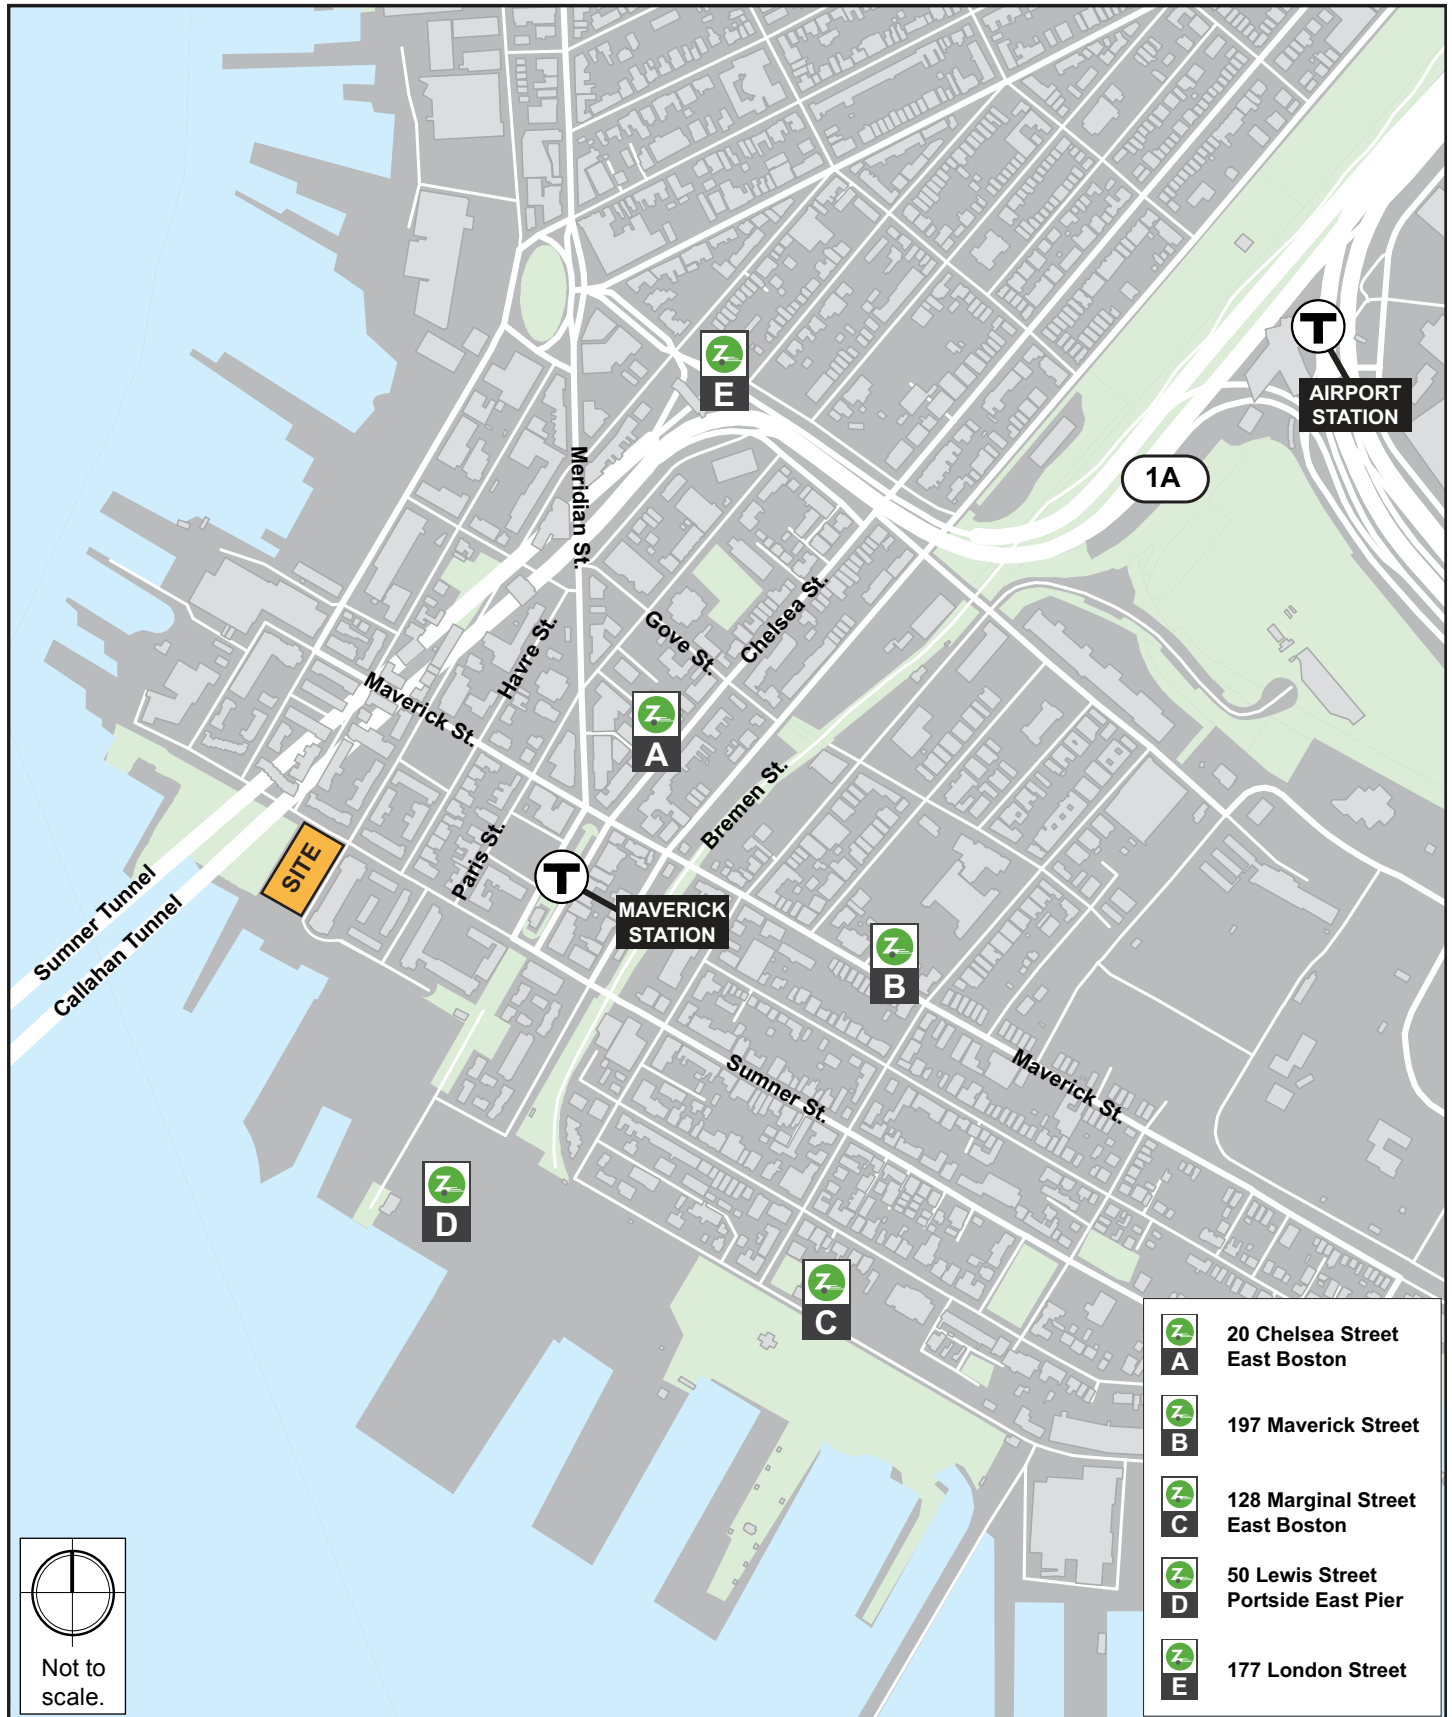 Z
E
T
AIRPORT
STATION
1A
Meridian St.
Gove St.
Chelsea St.
Havre St.
Maverick St.
Z
A
Bremen St.
Paris St.
SITE
T
MAVERICK
STATION
Sumner Tunnel
Callahan Tunnel
Z
B
Sumner St.
Maverick St.
Z
D
Z
C
Z
A
20 Chelsea Street
East Boston
Z
B
197 Maverick Street
Z
C
128 Marginal Street
East Boston
Z
D
50 Lewis Street
Portside East Pier
Z
E
177 London Street
Not to
scale.